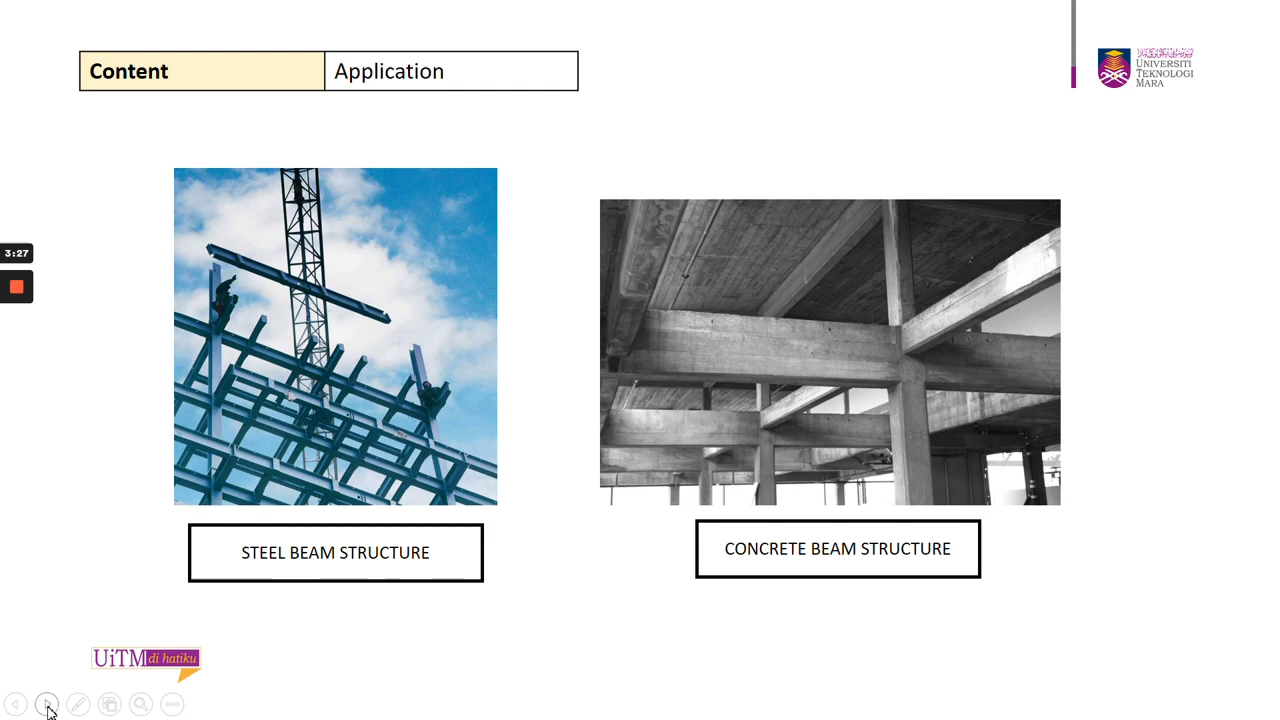 Content
Application
UNIVERSITI
TEKNOLOGI
MARA
3:27
STEEL BEAM STRUCTURE
CONCRETE BEAM STRUCTURE
UiTM di hatiku